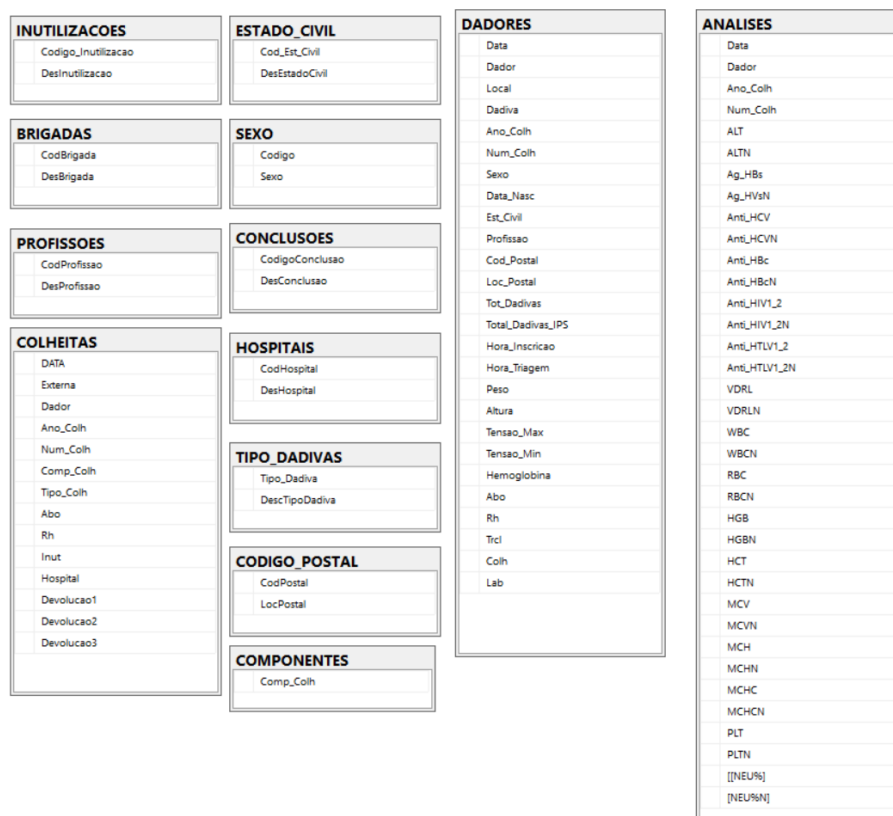 INUTILIZACOES
Codigo_Inutilizacao
DesInutilizacao
BRIGADAS
CodBrigada
DesBrigada
PROFISSOES
CodProfissao
DesProfissao
COLHEITAS
DATA
Externa
Dador
Ano_Colh
Num_Colh
Comp_Colh
Tipo_Colh
Abo
Rh
Inut
Hospital
Devolucao1
Devolucao2
Devolucao3
ESTADO_CIVIL
Cod_Est_Civil
DesEstadoCivil
SEXO
Codigo
Sexo
CONCLUSOES
CodigoConclusao
DesConclusao
HOSPITAIS
CodHospital
DesHospital
TIPO_DADIVAS
Tipo_Dadiva
DescTipoDadiva
CODIGO_POSTAL
CodPostal
LocPostal
COMPONENTES
Comp_Colh
DADORES
Data
Dador
Local
Dadiva
Ano_Colh
Num_Colh
Sexo
Data_Nasc
Est_Civil
Profissao
Cod_Postal
Loc_Postal
Tot_Dadivas
Total_Dadivas_IPS
Hora_Inscricao
Hora_Triagem
Peso
Altura
Tensao_Max
Tensao_Min
Hemoglobina
Abo
Rh
Trcl
Colh
Lab
ANALISES
Data
Dador
Ano_Colh
Num_Colh
ALT
ALTN
Ag_HBs
Ag_HVsN
Anti_HCV
Anti_HCVN
Anti_HBc
Anti_HBcN
Anti_HIV1_2
Anti_HIV1_2N
Anti_HTLV1_2
Anti_HTLV1_2N
VDRL
VDRLN
WBC
WBCN
RBC
RBCN
HGB
HGBN
HCT
HCTN
MCV
MCVN
MCH
MCHN
MCHC
MCHCN
PLT
PLTN
[[NEU%]
[NEU%N]